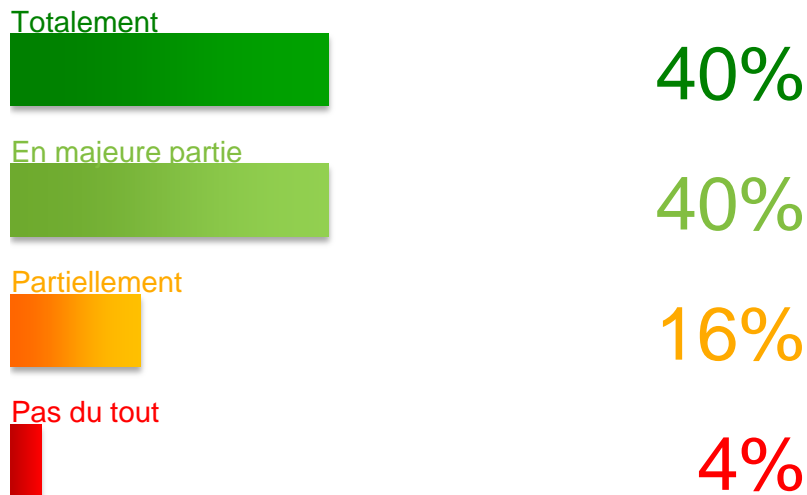 Totalement
40%
En majeure partie
40%
Partiellement
16%
Pas du tout
4%